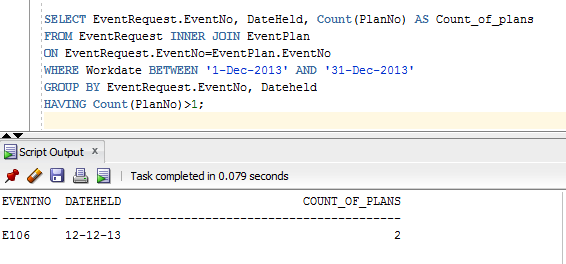 SELECT EventRequest.EventNo, DateHeld, Count(PlanNo) AS Count_of_plans
FROM EventRequest INNER JOIN EventPlan
ON EventRequest.EventNo=EventPlan.EventNo
WHERE Workdate BETWEEN '1-Dec-2013' AND '31-Dec-2013'
GROUP BY EventRequest.EventNo, Dateheld
HAVING Count(PlanNo)>1;
Script Output x
Task completed in 0.079 seconds
EVENTNO DATEHELD COUNT_OF_PLANS
-------- -------- ---------------------------------------
E106 12-12-13 2